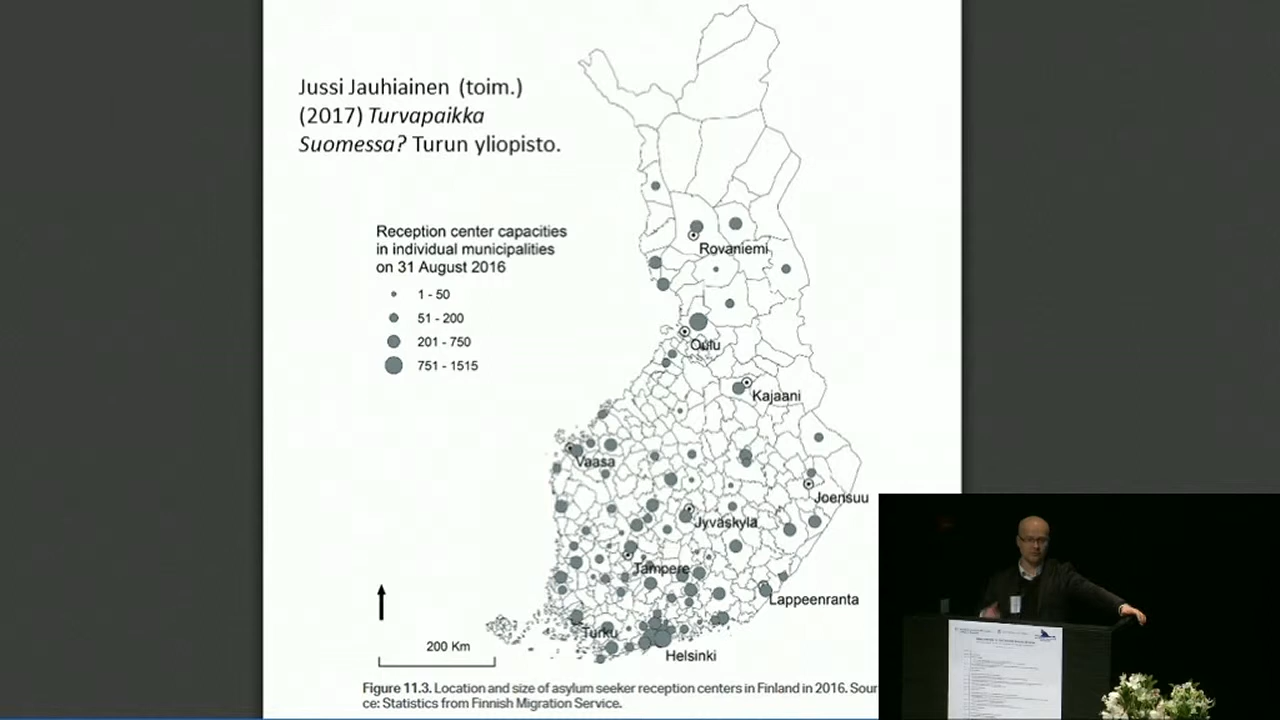 Jussi Jauhiainen (toim.)
(2017) Turvapaikka
Suomessa? Turun yliopisto.
Reception center capacities
in individual municipalities
on 31 August 2016
1 - 50
51 - 200
201 - 750
751 - 1515
Rovaniemi
Oulu
Kajaani
Vaasa
Joensuu
Jyväskylä
Tampere
Lappeenranta
Turku
Helsinki
200 Km
Figure 11.3. Location and size of asylum seeker reception centers in Finland in 2016. Sour
ce: Statistics from Finnish Migration Service.